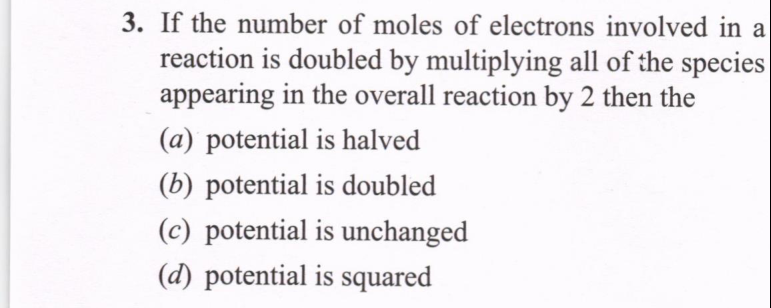 3. If the number of moles of electrons involved in a
reaction is doubled by multiplying all of the species
appearing in the overall reaction by 2 then the
(a) potential is halved
(b) potential is doubled
(c) potential is unchanged
(d) potential is squared